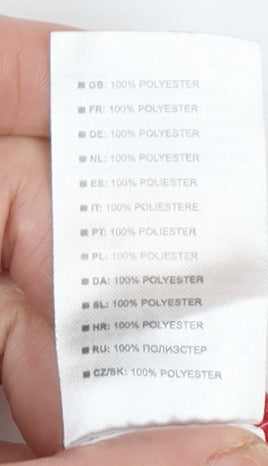 GB: 100% POLYESTER
FR: 100% POLYESTER
DE: 100% POLYESTER
NL: 100% POLYESTER
ES: 100% POLIESTER
IT: 100% POLIESTERE
PT: 100% POLIESTER
PL: 100% POLIESTER
DA: 100% POLYESTER
SL: 100% POLYESTER
HR: 100% POLYESTER
RU: 100% ПОЛИЭСТЕР
CZ/SK: 100% POLYESTER